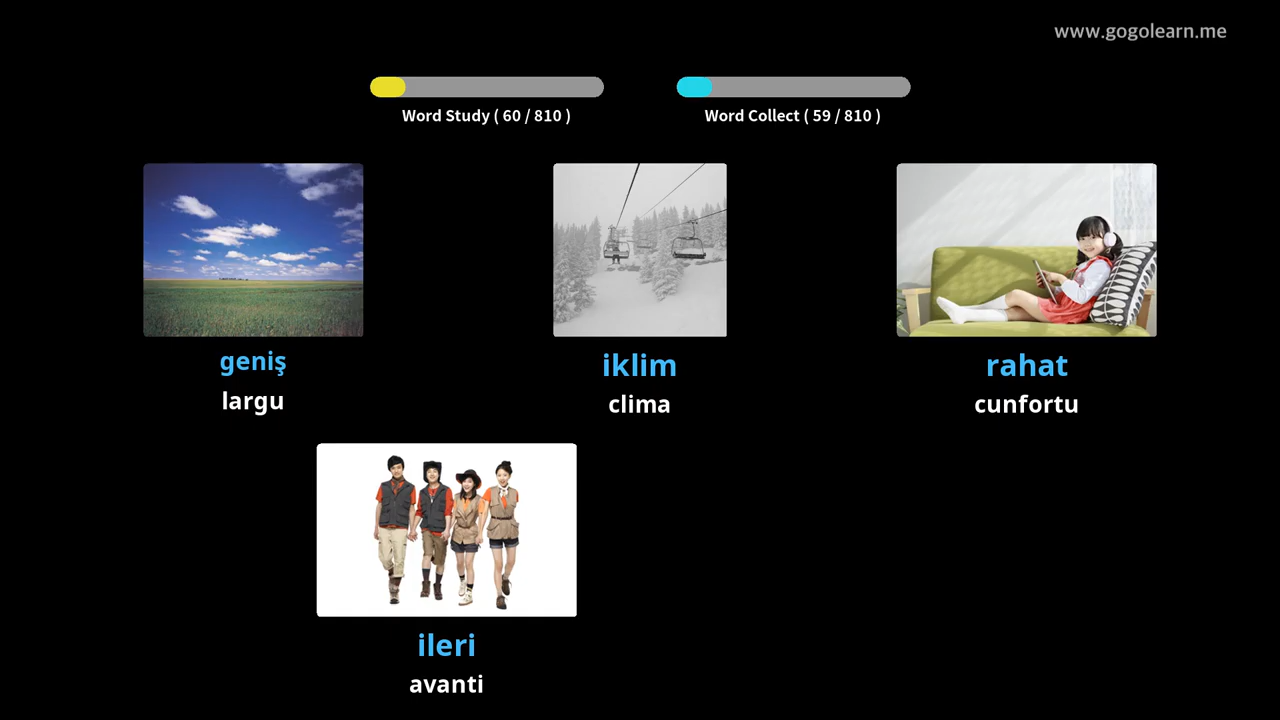 www.gogolearn.me
Word Study ( 60 / 810 )
Word Collect ( 59 / 810 )
geniş
largu
iklim
clima
rahat
cunfortu
ileri
avanti